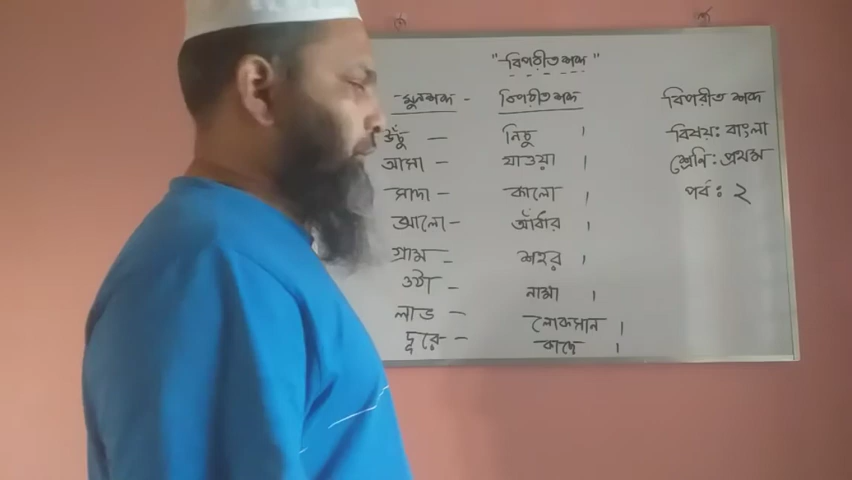 "বিপরীত শব্দ"
- মূলশব্দ - বিপরীত শব্দ
উঁচু — নিচু ।
আসা — যাওয়া ।
সাদা — কালো ।
আলো — আঁধার ।
গ্রাম — শহর ।
ওঠা — নামা ।
লাভ — লোকসান ।
দূরে — কাছে ।
বিপরীত শব্দ
বিষয়: বাংলা
শ্রেণি: প্রথম
পর্ব: ২